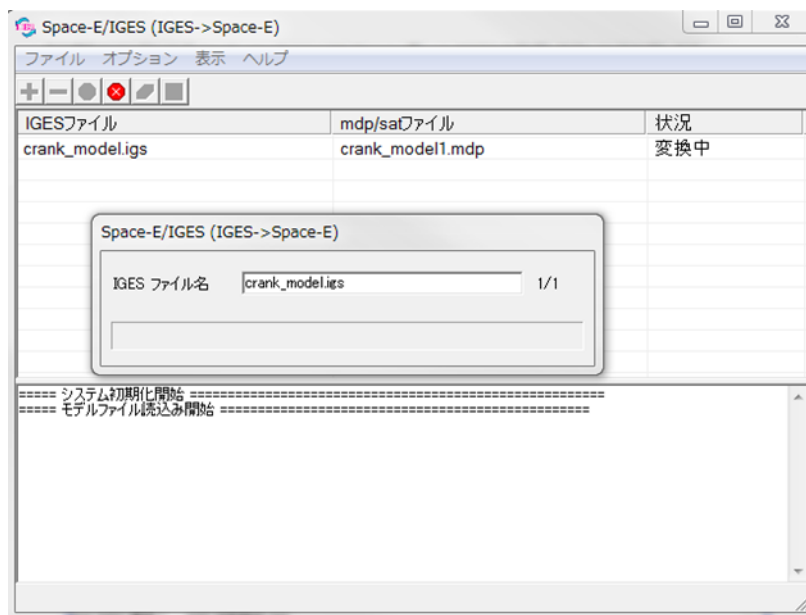 Space-E/IGES (IGES->Space-E)
ファイル オプション 表示 ヘルプ
IGESファイル mdp/satファイル 状況
crank_model.igs crank_model1.mdp 変換中
Space-E/IGES (IGES->Space-E)
IGES ファイル名 crank_model.igs 1/1
===== システム初期化開始 =======================================================
===== モデルファイル読込み開始 =================================================